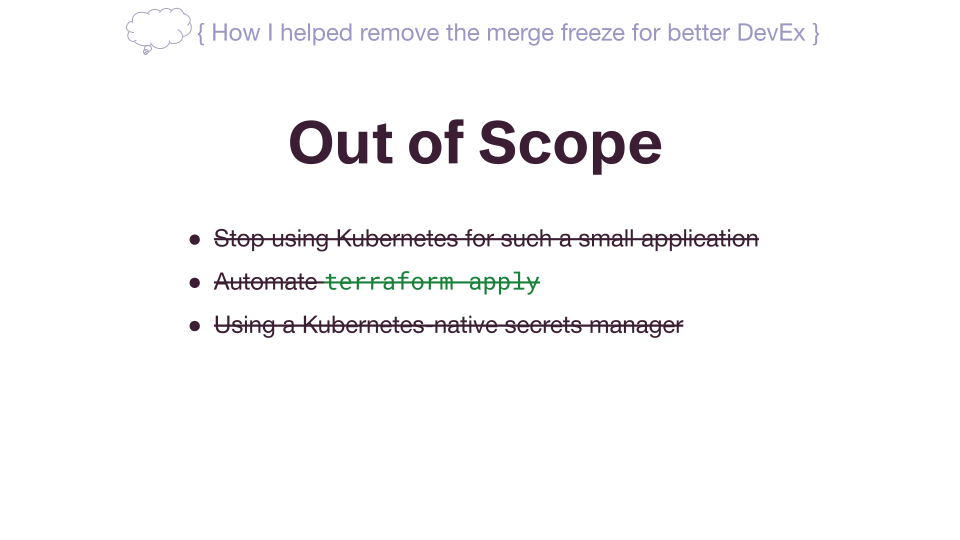 { How I helped remove the merge freeze for better DevEx }
Out of Scope
● Stop using Kubernetes for such a small application
● Automate terraform apply
● Using a Kubernetes-native secrets manager